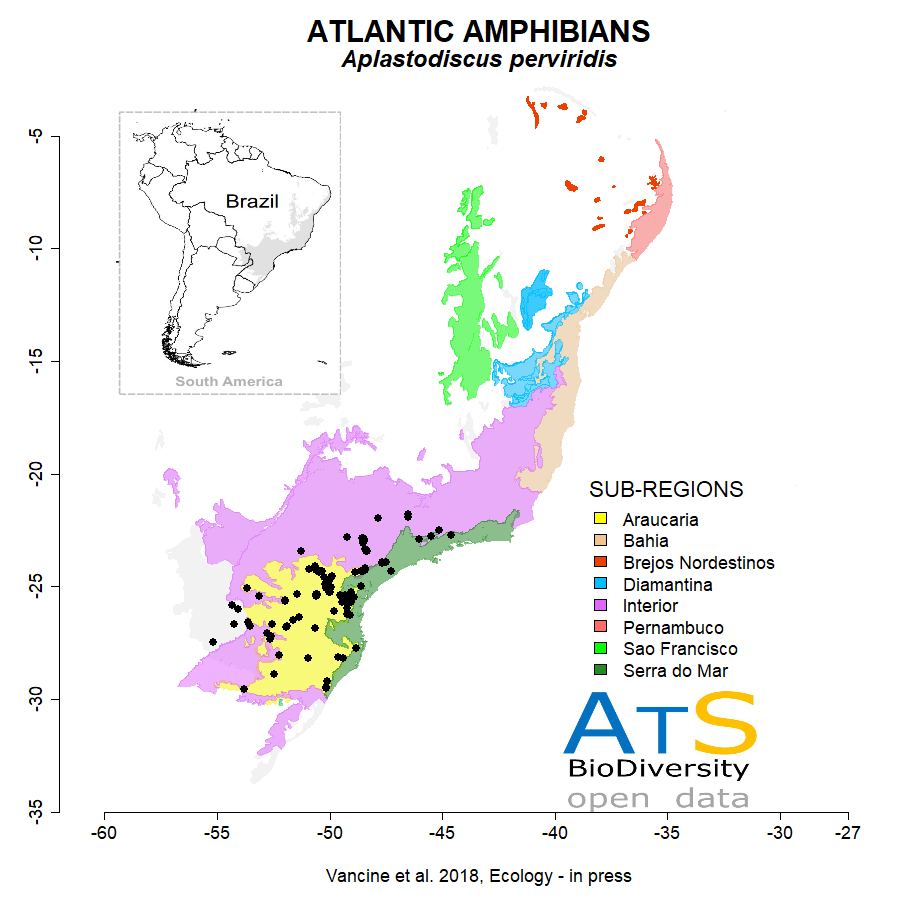 ATLANTIC AMPHIBIANS
Aplastodiscus perviridis
Brazil
South America
-5
-10
-15
-20
-25
-30
-35
SUB-REGIONS
Araucaria
Bahia
Brejos Nordestinos
Diamantina
Interior
Pernambuco
Sao Francisco
Serra do Mar
ATS
BioDiversity
open data
-60
-55
-50
-45
-40
-35
-30
-27
Vancine et al. 2018, Ecology - in press